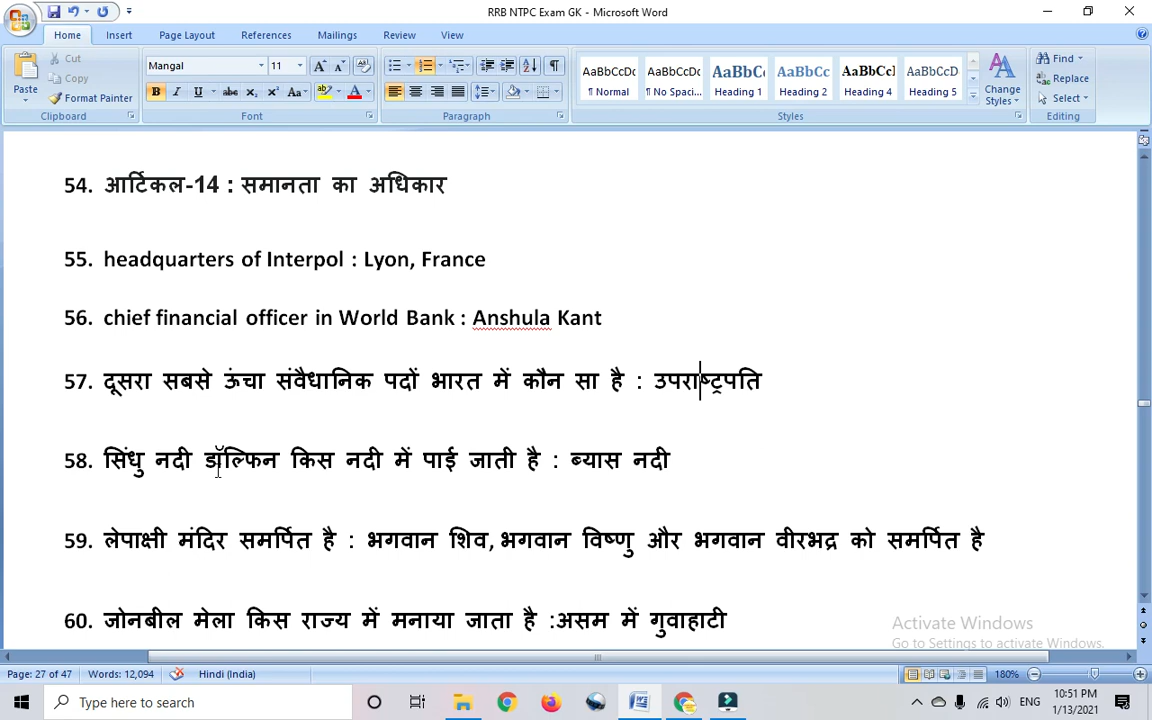 RRB NTPC Exam GK - Microsoft Word
Home Insert Page Layout References Mailings Review View
Paste
Cut
Copy
Format Painter
Clipboard
Mangal 11
Font
Paragraph
AaBbCcDc AaBbCcDc AaBbC AaBbCc AaBbCcI AaBbCcDc
¶ Normal ¶ No Spaci... Heading 1 Heading 2 Heading 4 Heading 5
Change Styles
Styles
Find
Replace
Select
Editing
54. आर्टिकल-14 : समानता का अधिकार
55. headquarters of Interpol : Lyon, France
56. chief financial officer in World Bank : Anshula Kant
57. दूसरा सबसे ऊंचा संवैधानिक पदों भारत में कौन सा है : उपराष्ट्रपति
58. सिंधु नदी डॉल्फिन किस नदी में पाई जाती है : ब्यास नदी
59. लेपाक्षी मंदिर समर्पित है : भगवान शिव, भगवान विष्णु और भगवान वीरभद्र को समर्पित है
60. जोनबील मेला किस राज्य में मनाया जाता है :असम में गुवाहाटी
Activate Windows
Go to Settings to activate Windows.
Page: 27 of 47 Words: 12,094 Hindi (India) 180%
Type here to search
ENG
10:51 PM
1/13/2021